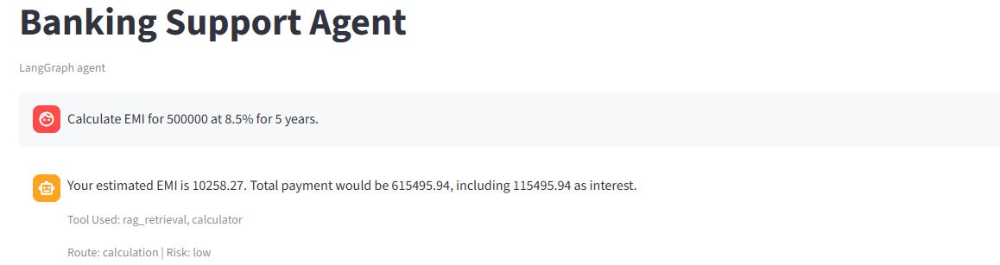 Banking Support Agent
LangGraph agent
Calculate EMI for 500000 at 8.5% for 5 years.
Your estimated EMI is 10258.27. Total payment would be 615495.94, including 115495.94 as interest.
Tool Used: rag_retrieval, calculator
Route: calculation | Risk: low